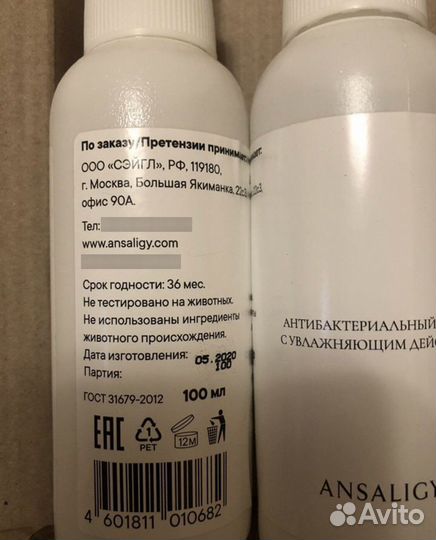 По заказу/Претензии принимает:
ООО «СЭЙГЛ», РФ, 119180,
г. Москва, Большая Якиманка,
офис 90А.
Тел:
www.ansaligy.com
Срок годности: 36 мес.
Не тестировано на животных.
Не использованы ингредиенты
животного происхождения.
Дата изготовления: 05.2020
Партия: 100
ГОСТ 31679-2012 100 мл
EAC 1 PET 12M
4 601811 010682
АНТИБАКТЕРИАЛЬНЫЙ
С УВЛАЖНЯЮЩИМ ДЕЙС
ANSALIGY
Avito